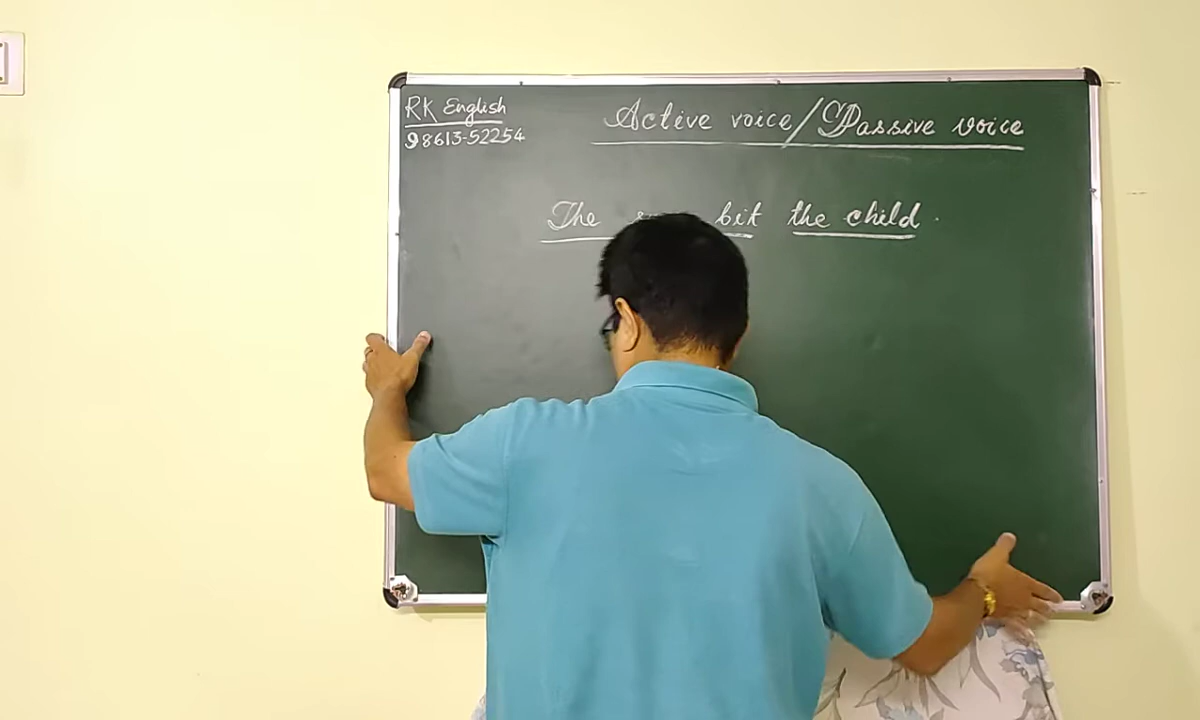 RK English
98613-52254
Active voice/Passive voice
The bit the child.